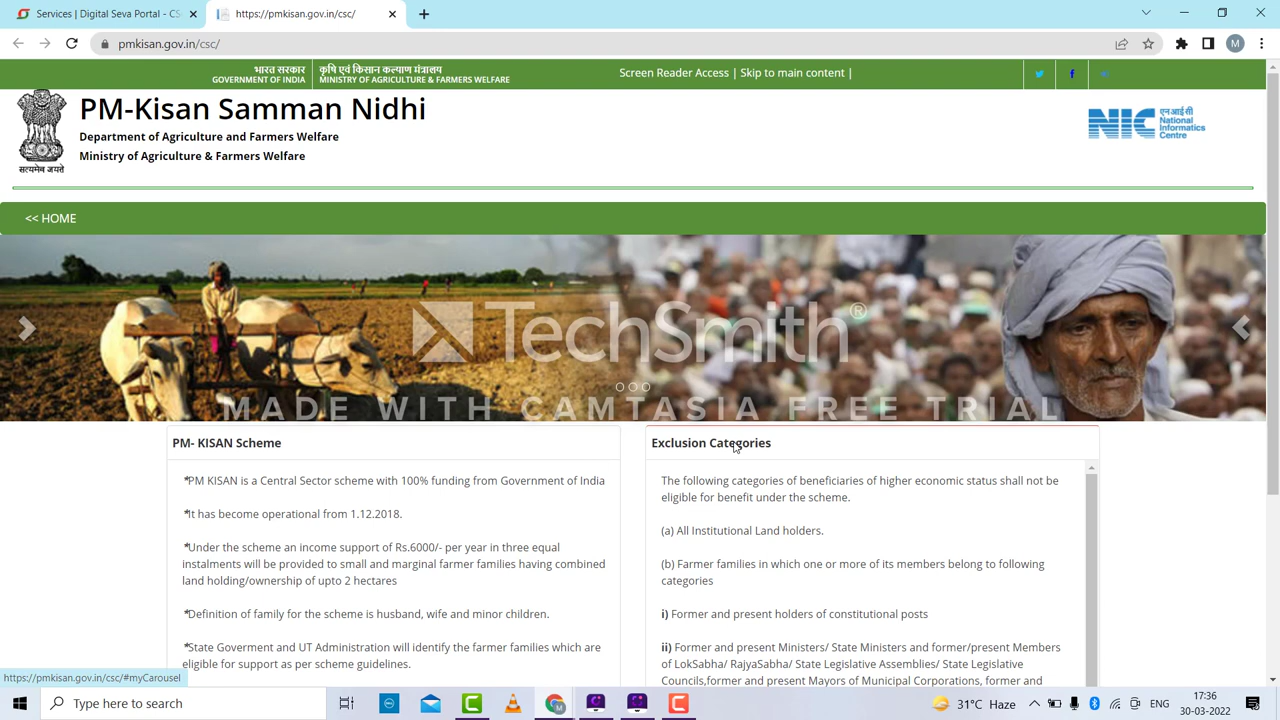 Services | Digital Seva Portal - CS
https://pmkisan.gov.in/csc/
pmkisan.gov.in/csc/
M
भारत सरकार
GOVERNMENT OF INDIA
कृषि एवं किसान कल्याण मंत्रालय
MINISTRY OF AGRICULTURE & FARMERS WELFARE
Screen Reader Access | Skip to main content |
PM-Kisan Samman Nidhi
Department of Agriculture and Farmers Welfare
Ministry of Agriculture & Farmers Welfare
सत्यमेव जयते
NIC
एन आई सी
National
Informatics
Centre
<< HOME
TechSmith®
MADE WITH CAMTASIA FREE TRIAL
PM- KISAN Scheme
*PM KISAN is a Central Sector scheme with 100% funding from Government of India
*It has become operational from 1.12.2018.
*Under the scheme an income support of Rs.6000/- per year in three equal
instalments will be provided to small and marginal farmer families having combined
land holding/ownership of upto 2 hectares
*Definition of family for the scheme is husband, wife and minor children.
*State Goverment and UT Administration will identify the farmer families which are
eligible for support as per scheme guidelines.
Exclusion Categories
The following categories of beneficiaries of higher economic status shall not be
eligible for benefit under the scheme.
(a) All Institutional Land holders.
(b) Farmer families in which one or more of its members belong to following
categories
i) Former and present holders of constitutional posts
ii) Former and present Ministers/ State Ministers and former/present Members
of LokSabha/ RajyaSabha/ State Legislative Assemblies/ State Legislative
Councils,former and present Mayors of Municipal Corporations, former and
https://pmkisan.gov.in/csc/#myCarousel
Type here to search
31°C Haze
ENG
17:36
30-03-2022